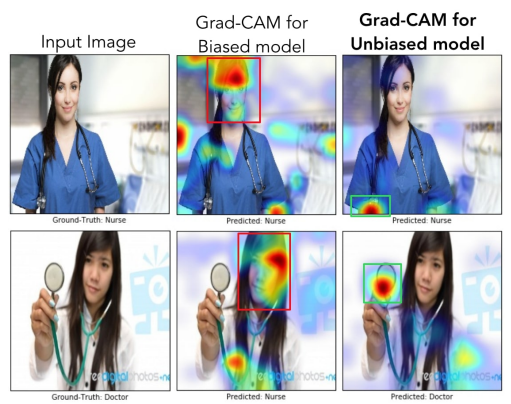 Input Image
Grad-CAM for
Biased model
Grad-CAM for
Unbiased model
Ground-Truth: Nurse
Predicted: Nurse
Predicted: Nurse
freedigitalphotos
Ground-Truth: Doctor
Predicted: Nurse
Predicted: Doctor